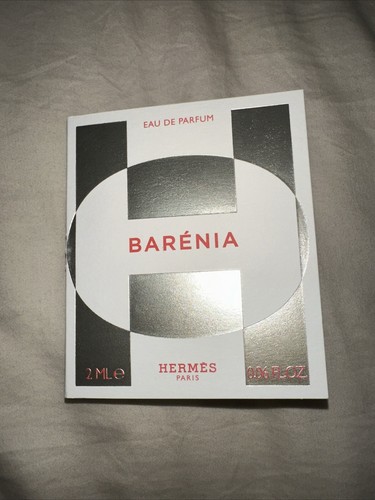 EAU DE PARFUM
BARÉNIA
HERMÈS
PARIS
2 ML e
0.06 FL.OZ